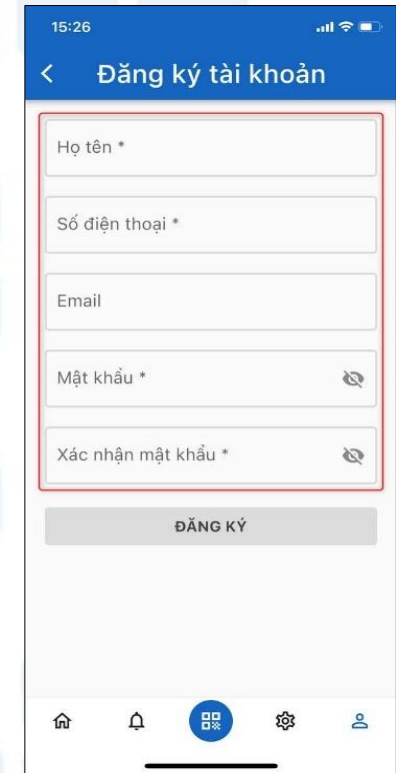 15:26
Đăng ký tài khoản
Họ tên *
Số điện thoại *
Email
Mật khẩu *
Xác nhận mật khẩu *
ĐĂNG KÝ